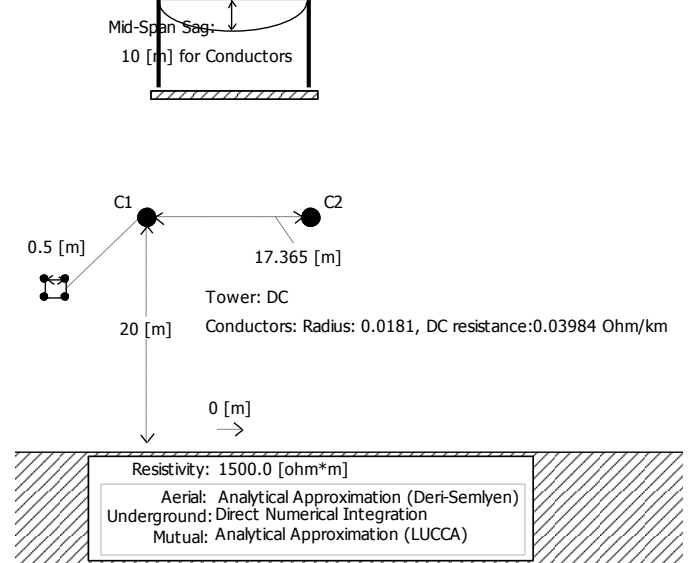 Mid-Span Sag:
10 [m] for Conductors
C1
C2
0.5 [m]
17.365 [m]
Tower: DC
Conductors: Radius: 0.0181, DC resistance:0.03984 Ohm/km
20 [m]
0 [m]
Resistivity: 1500.0 [ohm*m]
Aerial: Analytical Approximation (Deri-Semlyen)
Underground: Direct Numerical Integration
Mutual: Analytical Approximation (LUCCA)